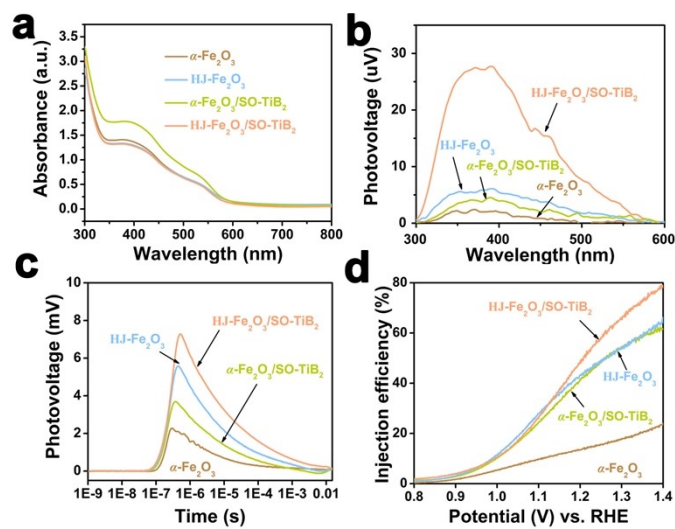 a
Absorbance (a.u.)
3.5
3.0
2.5
2.0
1.5
1.0
0.5
0.0
α-Fe₂O₃
HJ-Fe₂O₃
α-Fe₂O₃/SO-TiB₂
HJ-Fe₂O₃/SO-TiB₂
300 400 500 600 700 800
Wavelength (nm)
b
Photovoltage (uV)
30
20
10
0
HJ-Fe₂O₃/SO-TiB₂
HJ-Fe₂O₃
α-Fe₂O₃/SO-TiB₂
α-Fe₂O₃
300 400 500 600
Wavelength (nm)
c
Photovoltage (mV)
10
8
6
4
2
0
HJ-Fe₂O₃/SO-TiB₂
HJ-Fe₂O₃
α-Fe₂O₃/SO-TiB₂
α-Fe₂O₃
1E-9 1E-8 1E-7 1E-6 1E-5 1E-4 1E-3 0.01
Time (s)
d
Injection efficiency (%)
80
60
40
20
0
HJ-Fe₂O₃/SO-TiB₂
HJ-Fe₂O₃
α-Fe₂O₃/SO-TiB₂
α-Fe₂O₃
0.8 0.9 1.0 1.1 1.2 1.3 1.4
Potential (V) vs. RHE